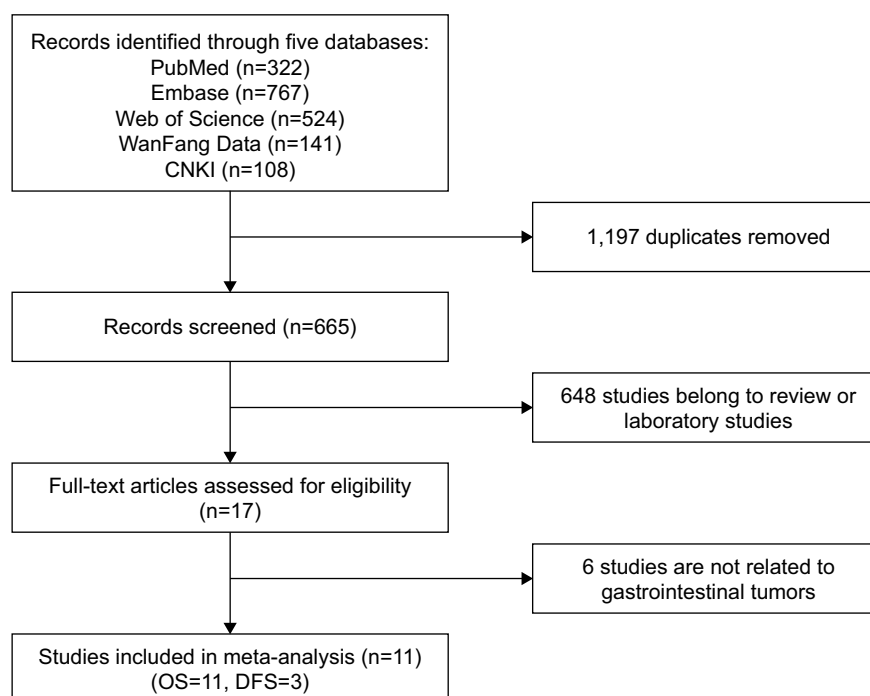 Records identified through five databases:
PubMed (n=322)
Embase (n=767)
Web of Science (n=524)
WanFang Data (n=141)
CNKI (n=108)
1,197 duplicates removed
Records screened (n=665)
648 studies belong to review or
laboratory studies
Full-text articles assessed for eligibility
(n=17)
6 studies are not related to
gastrointestinal tumors
Studies included in meta-analysis (n=11)
(OS=11, DFS=3)